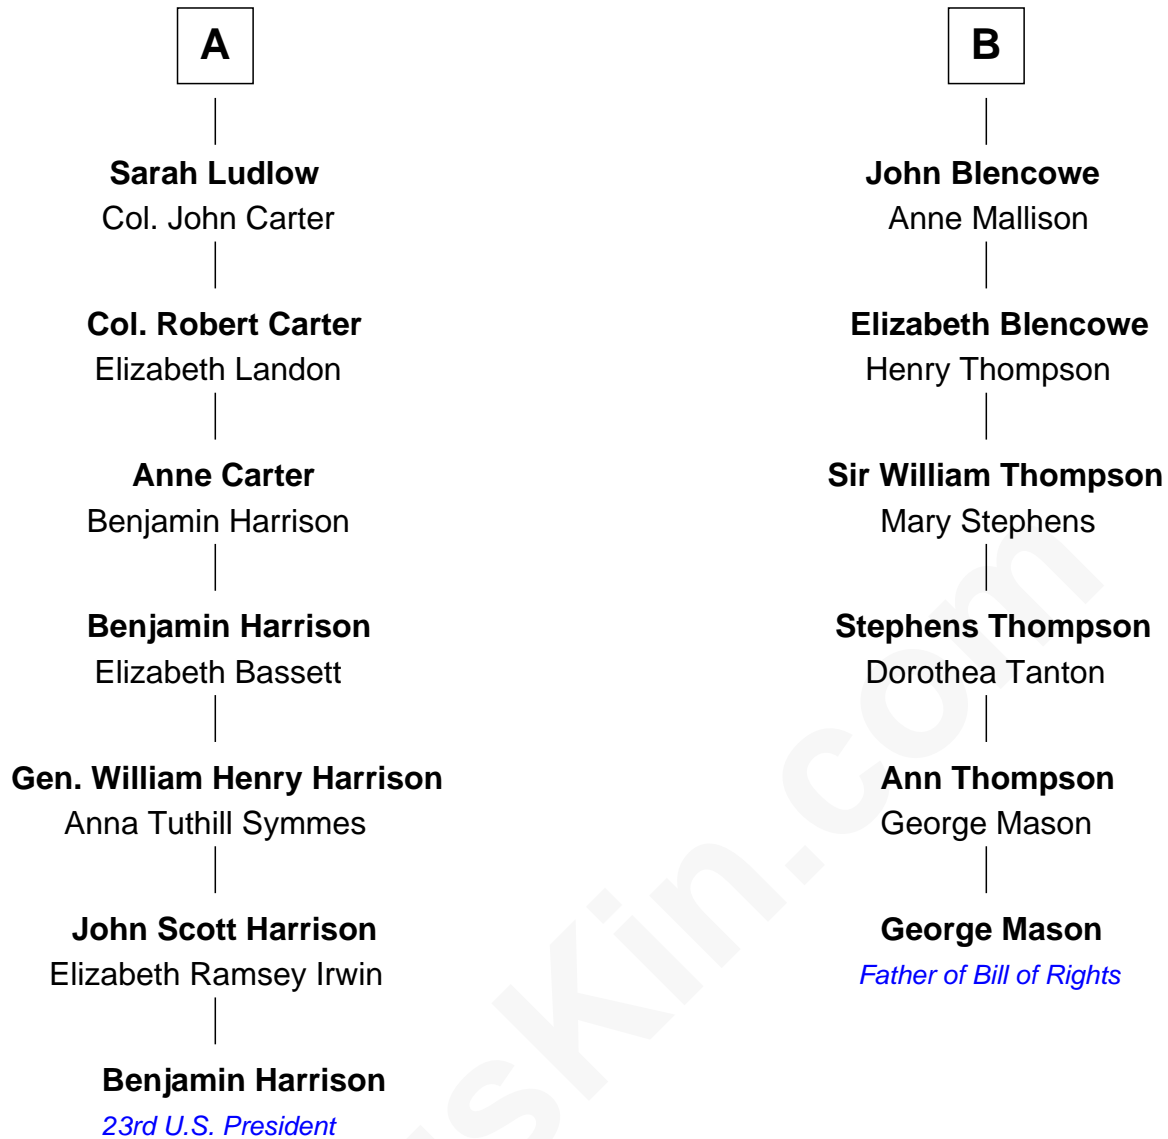 A
Sarah Ludlow
Col. John Carter
Col. Robert Carter
Elizabeth Landon
Anne Carter
Benjamin Harrison
Benjamin Harrison
Elizabeth Bassett
Gen. William Henry Harrison
Anna Tuthill Symmes
John Scott Harrison
Elizabeth Ramsey Irwin
Benjamin Harrison
23rd U.S. President
B
John Blencowe
Anne Mallison
Elizabeth Blencowe
Henry Thompson
Sir William Thompson
Mary Stephens
Stephens Thompson
Dorothea Tanton
Ann Thompson
George Mason
George Mason
Father of Bill of Rights